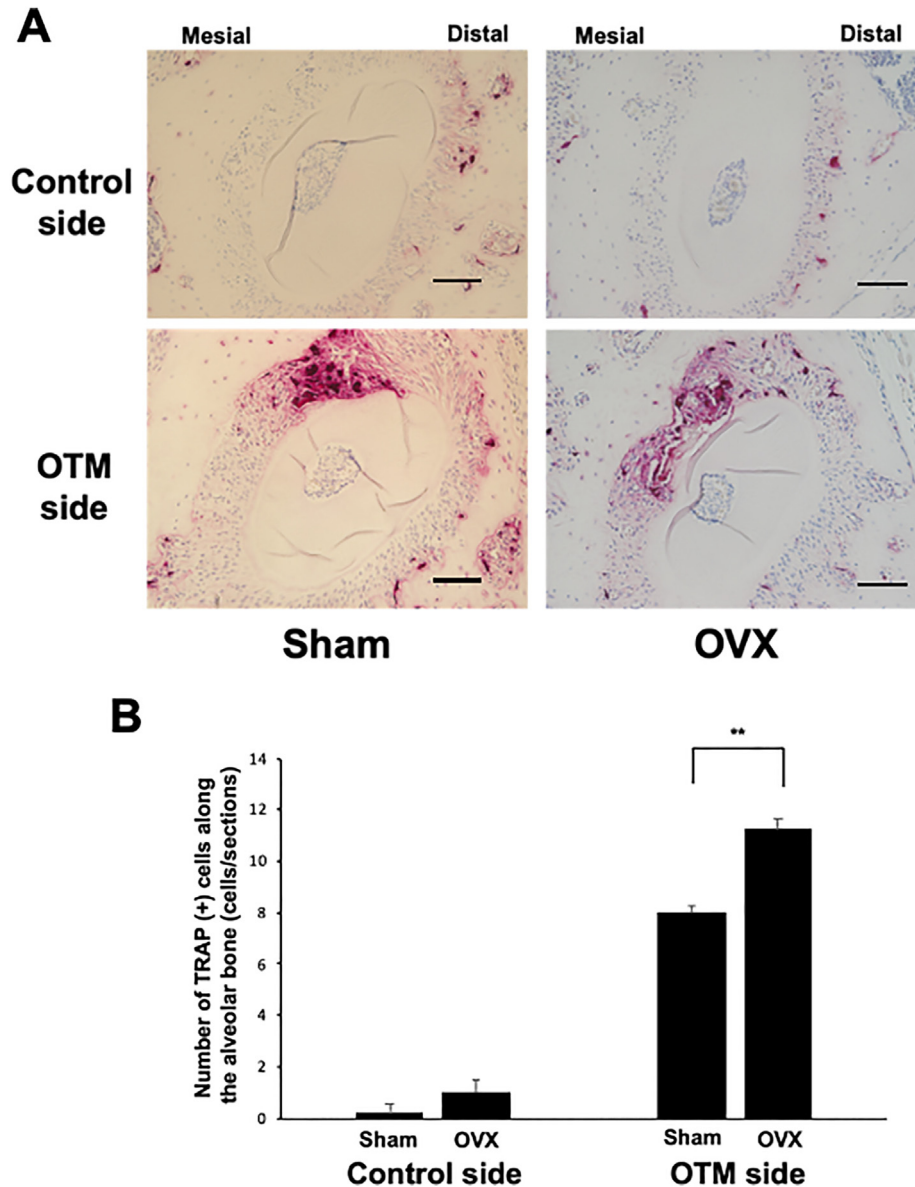 A
Mesial Distal Mesial Distal
Control
side
OTM
side
Sham OVX
B
Number of TRAP (+) cells along
the alveolar bone (cells/sections)
14
12
10
8
6
4
2
0
**
Sham OVX Sham OVX
Control side OTM side